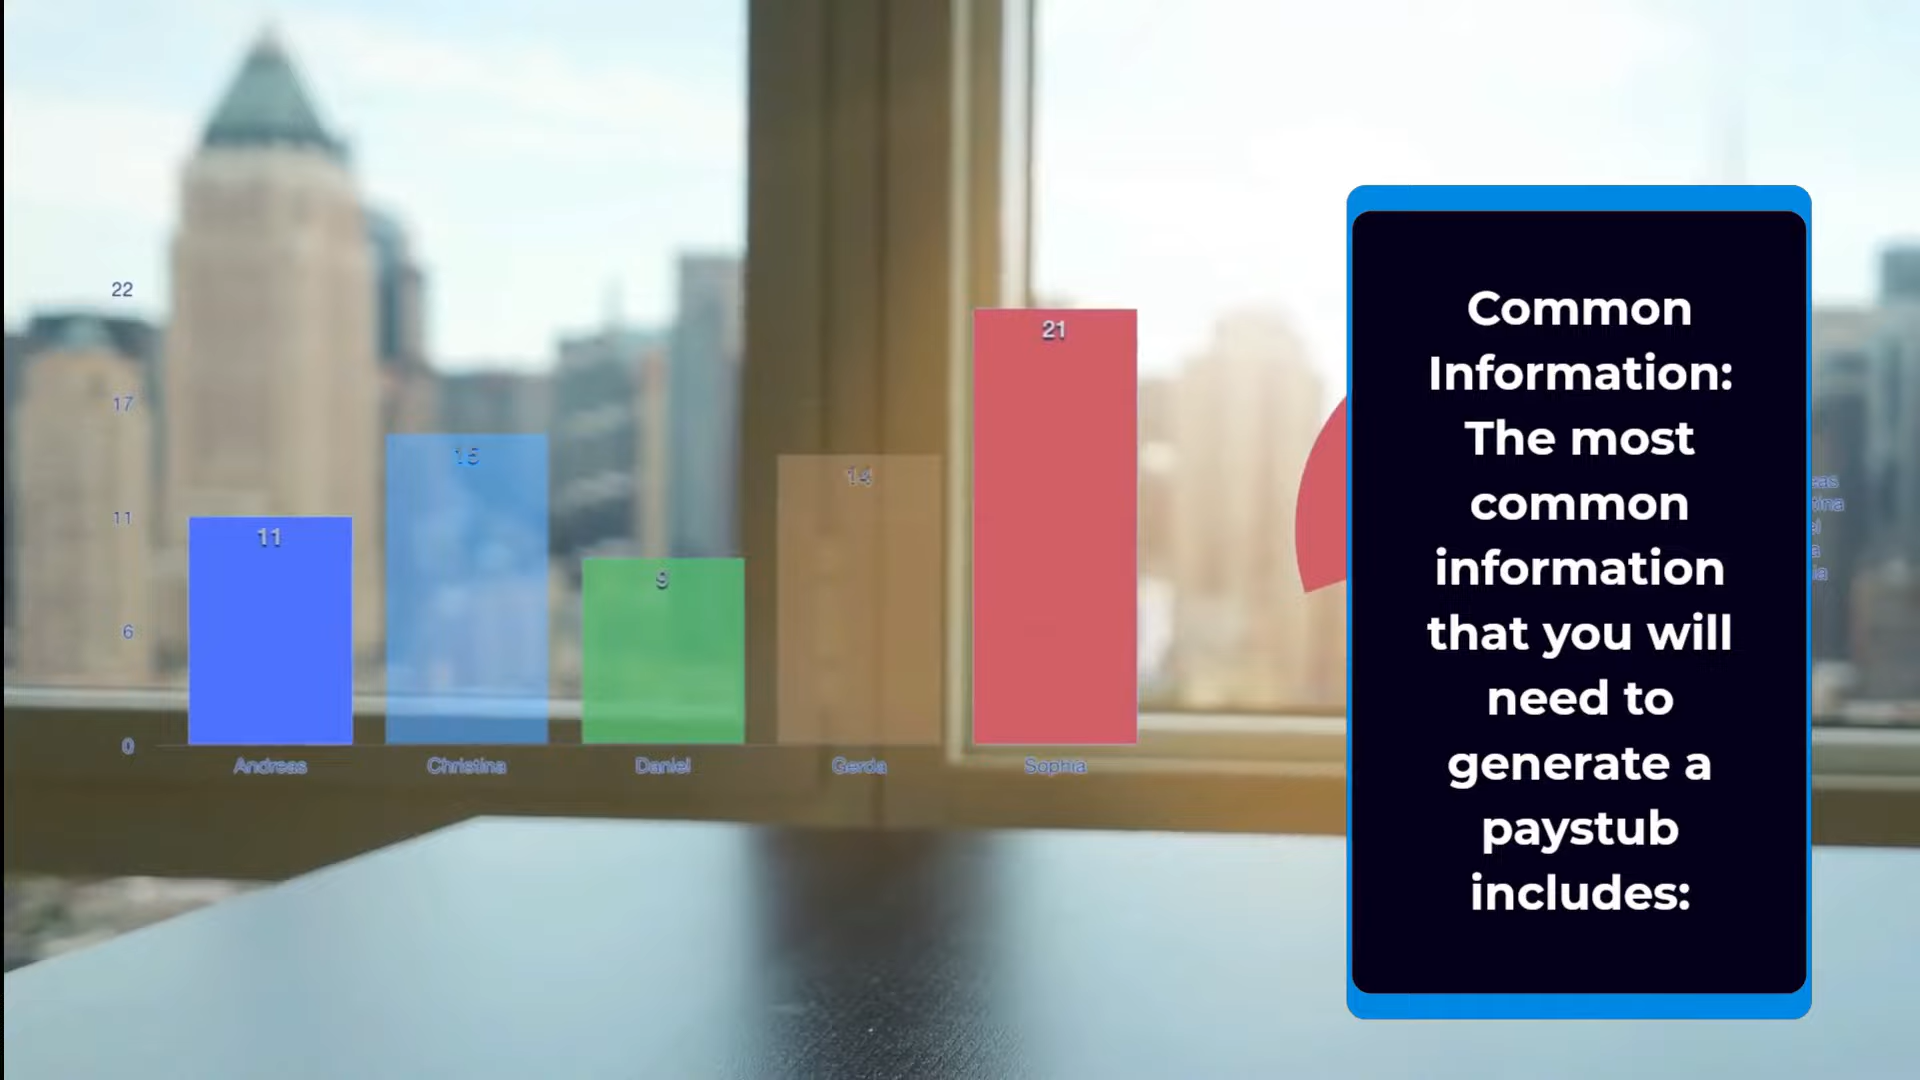 22
17
11
6
0
11
15
9
14
21
Andreas
Christina
Daniel
Gerda
Sophia
Common
Information:
The most
common
information
that you will
need to
generate a
paystub
includes: